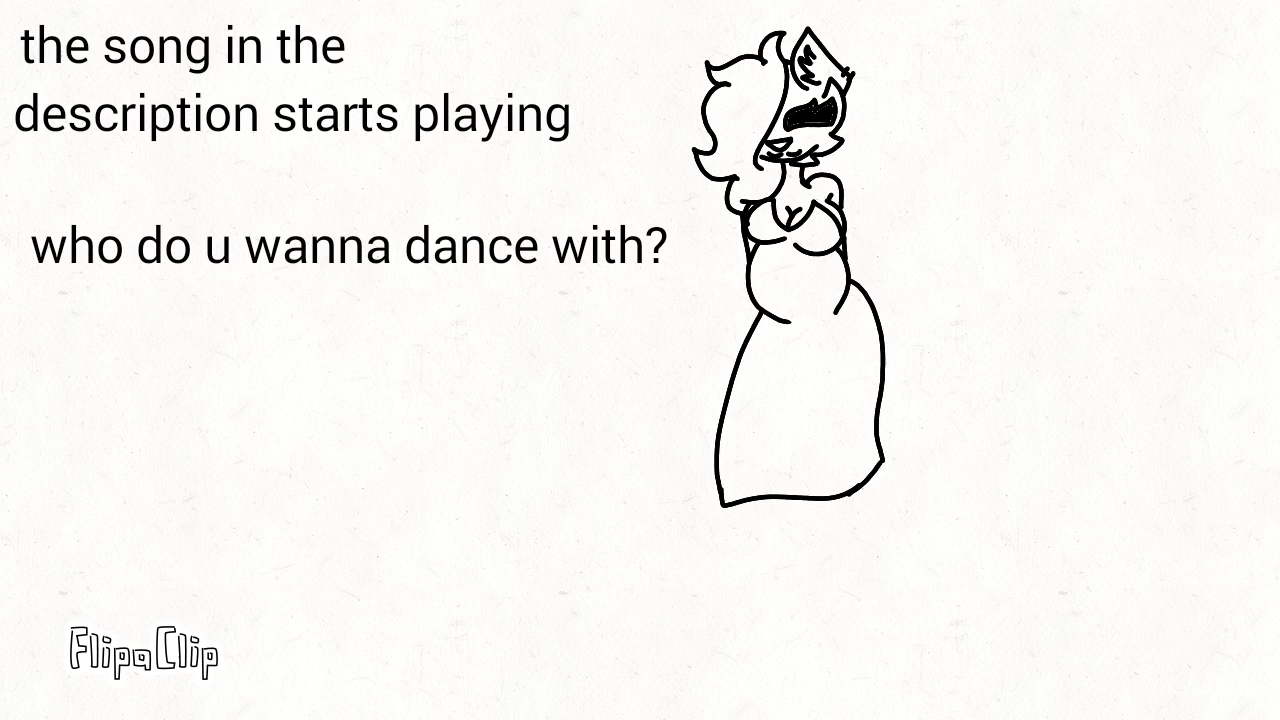 the song in the
description starts playing
who do u wanna dance with?
FlipaClip